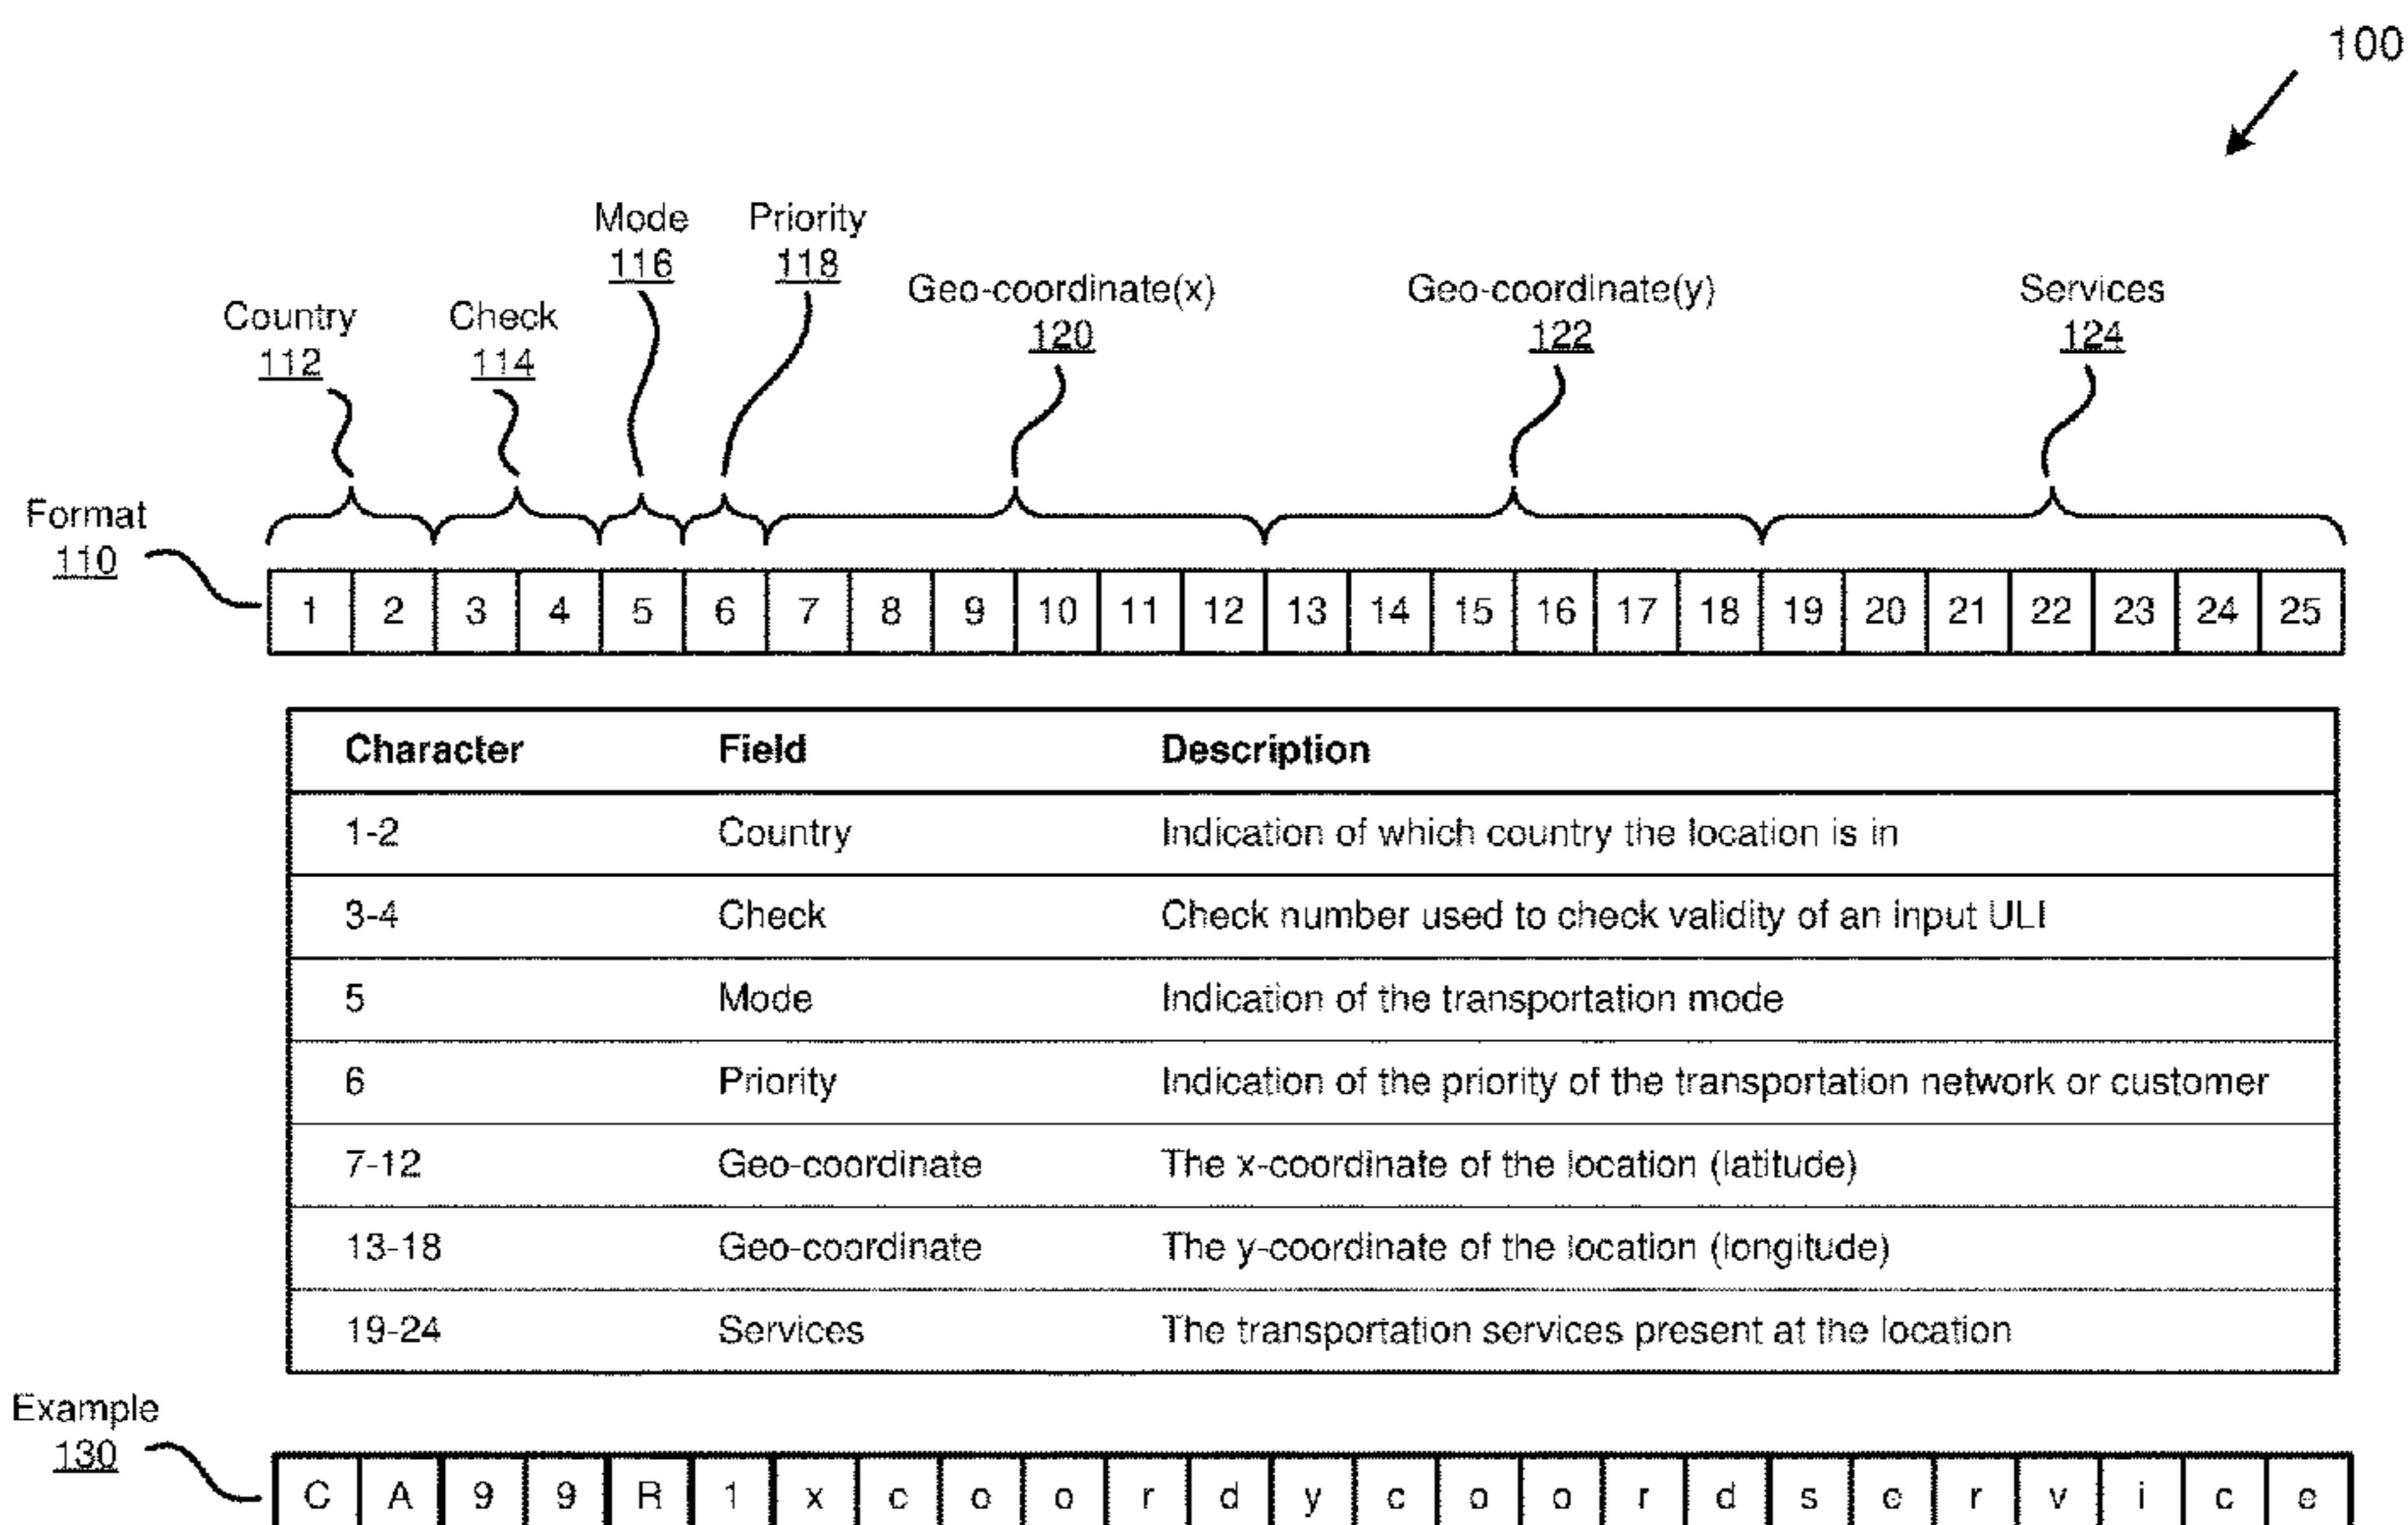 100
Mode Priority
116 118
Geo-coordinate(x) Geo-coordinate(y) Services
120 122 124
Country Check
112 114
Format
110
1 2 3 4 5 6 7 8 9 10 11 12 13 14 15 16 17 18 19 20 21 22 23 24 25
Character Field Description
1-2 Country Indication of which country the location is in
3-4 Check Check number used to check validity of an input ULI
5 Mode Indication of the transportation mode
6 Priority Indication of the priority of the transportation network or customer
7-12 Geo-coordinate The x-coordinate of the location (latitude)
13-18 Geo-coordinate The y-coordinate of the location (longitude)
19-24 Services The transportation services present at the location
Example
130
C A 9 9 R 1 x c o o r d y c o o r d s e r v i c e